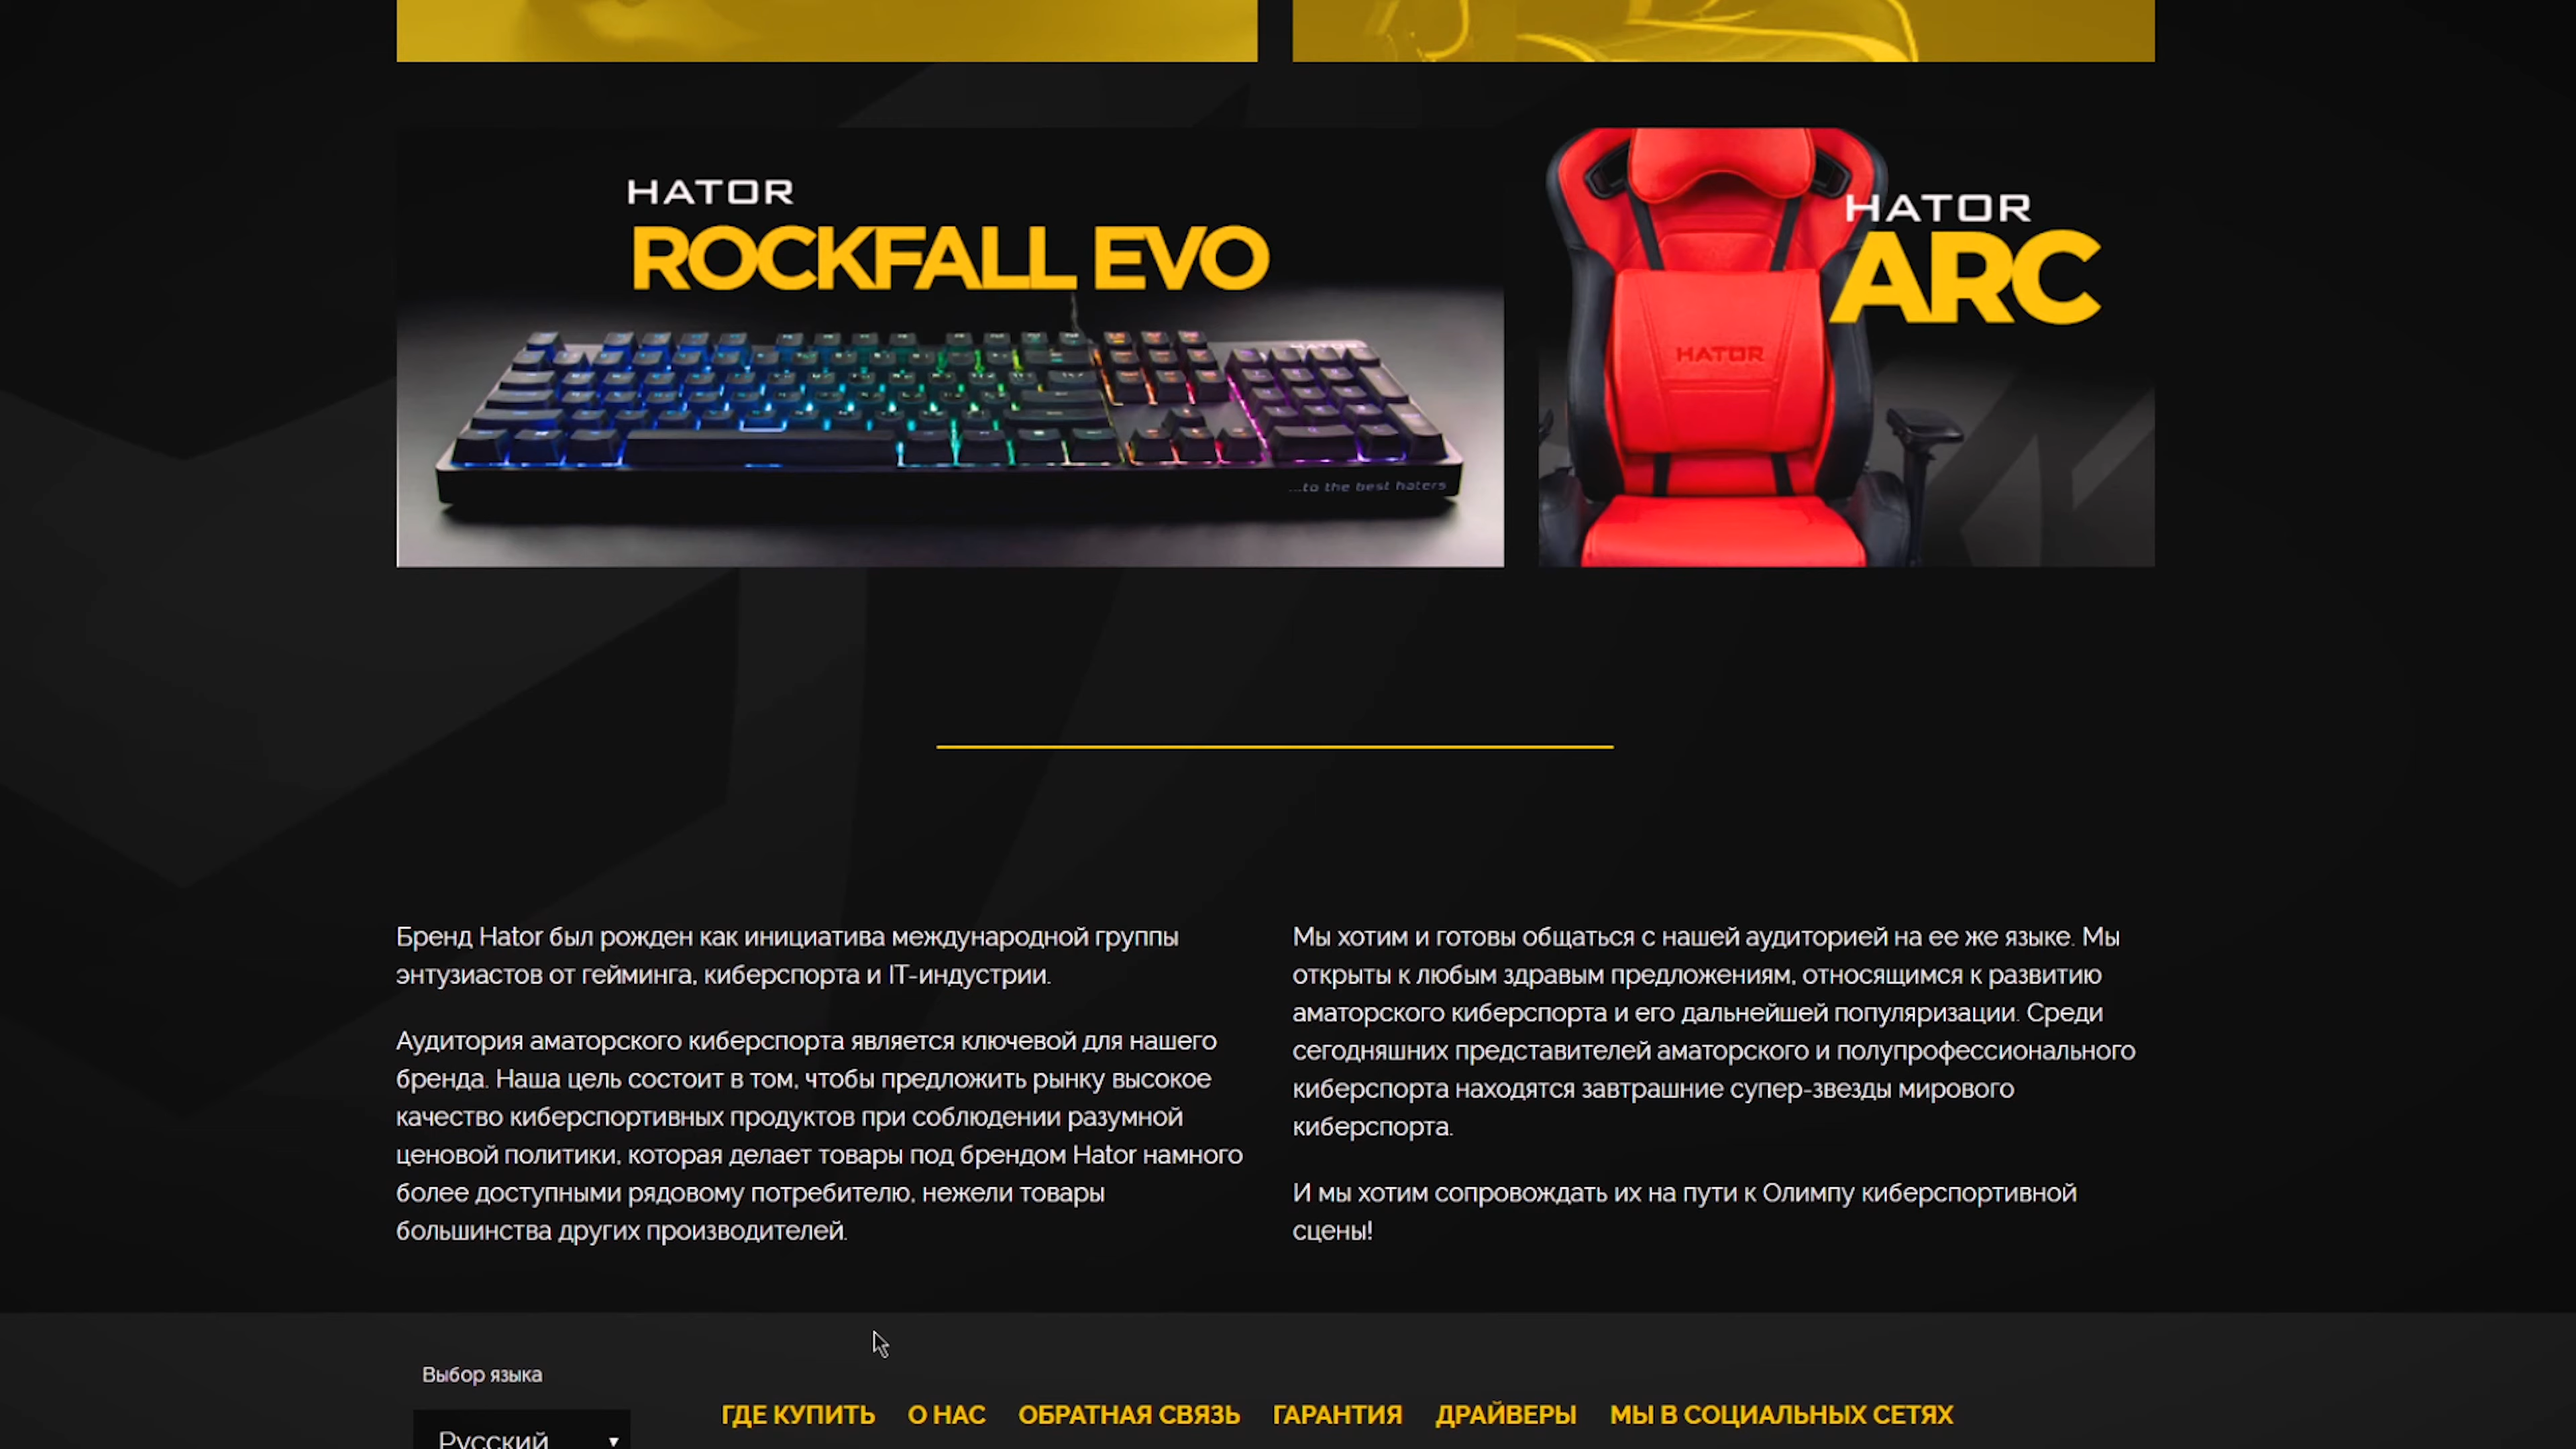 HATOR
ROCKFALL EVO
...to the best haters
HATOR
ARC
HATOR
Бренд Hator был рожден как инициатива международной группы
энтузиастов от гейминга, киберспорта и IT-индустрии.
Аудитория аматорского киберспорта является ключевой для нашего
бренда. Наша цель состоит в том, чтобы предложить рынку высокое
качество киберспортивных продуктов при соблюдении разумной
ценовой политики, которая делает товары под брендом Hator намного
более доступными рядовому потребителю, нежели товары
большинства других производителей.
Мы хотим и готовы общаться с нашей аудиторией на ее же языке. Мы
открыты к любым здравым предложениям, относящимся к развитию
аматорского киберспорта и его дальнейшей популяризации. Среди
сегодняшних представителей аматорского и полупрофессионального
киберспорта находятся завтрашние супер-звезды мирового
киберспорта.
И мы хотим сопровождать их на пути к Олимпу киберспортивной
сцены!
Выбор языка
Русский
ГДЕ КУПИТЬ О НАС ОБРАТНАЯ СВЯЗЬ ГАРАНТИЯ ДРАЙВЕРЫ МЫ В СОЦИАЛЬНЫХ СЕТЯХ